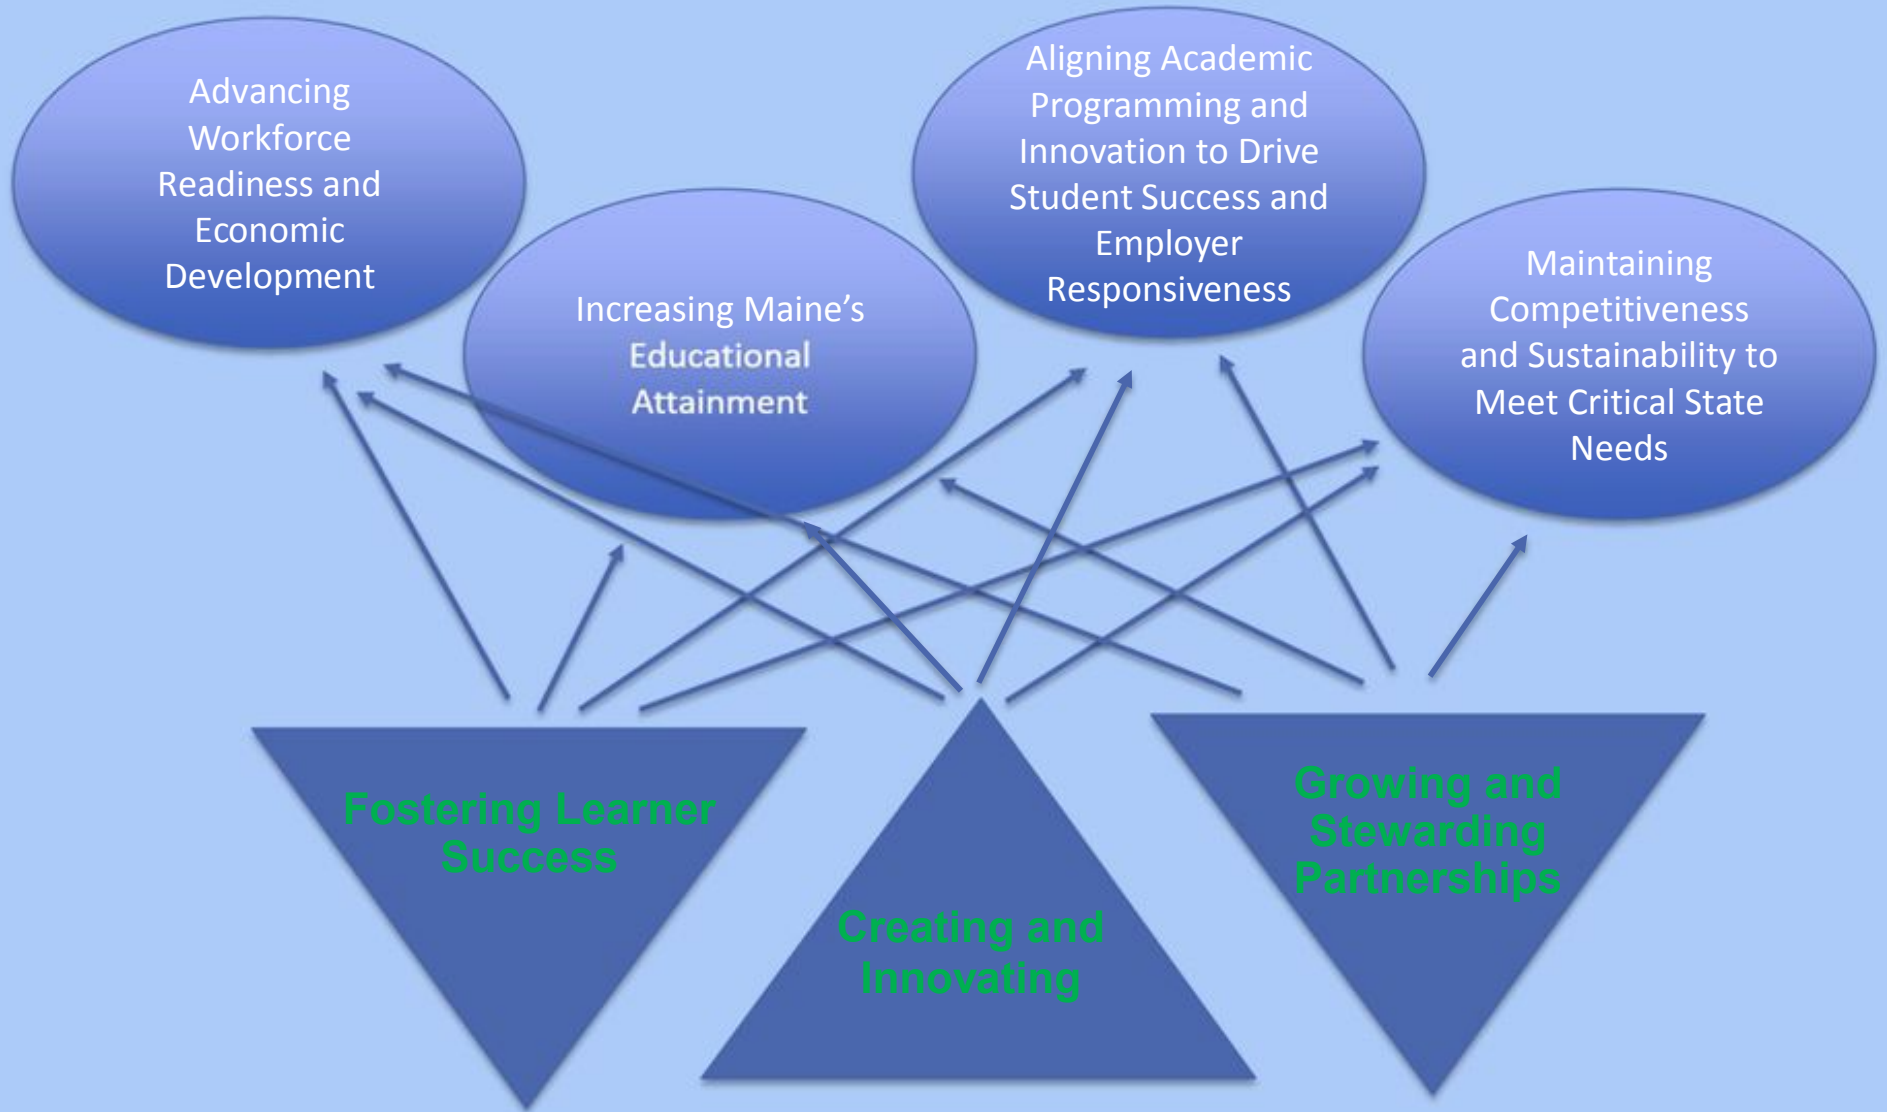 Advancing
Workforce
Readiness and
Economic
Development
Increasing Maine’s
Educational
Attainment
Aligning Academic
Programming and
Innovation to Drive
Student Success and
Employer
Responsiveness
Maintaining
Competitiveness
and Sustainability to
Meet Critical State
Needs
Fostering Learner
Success
Creating and
Innovating
Growing and
Stewarding
Partnerships